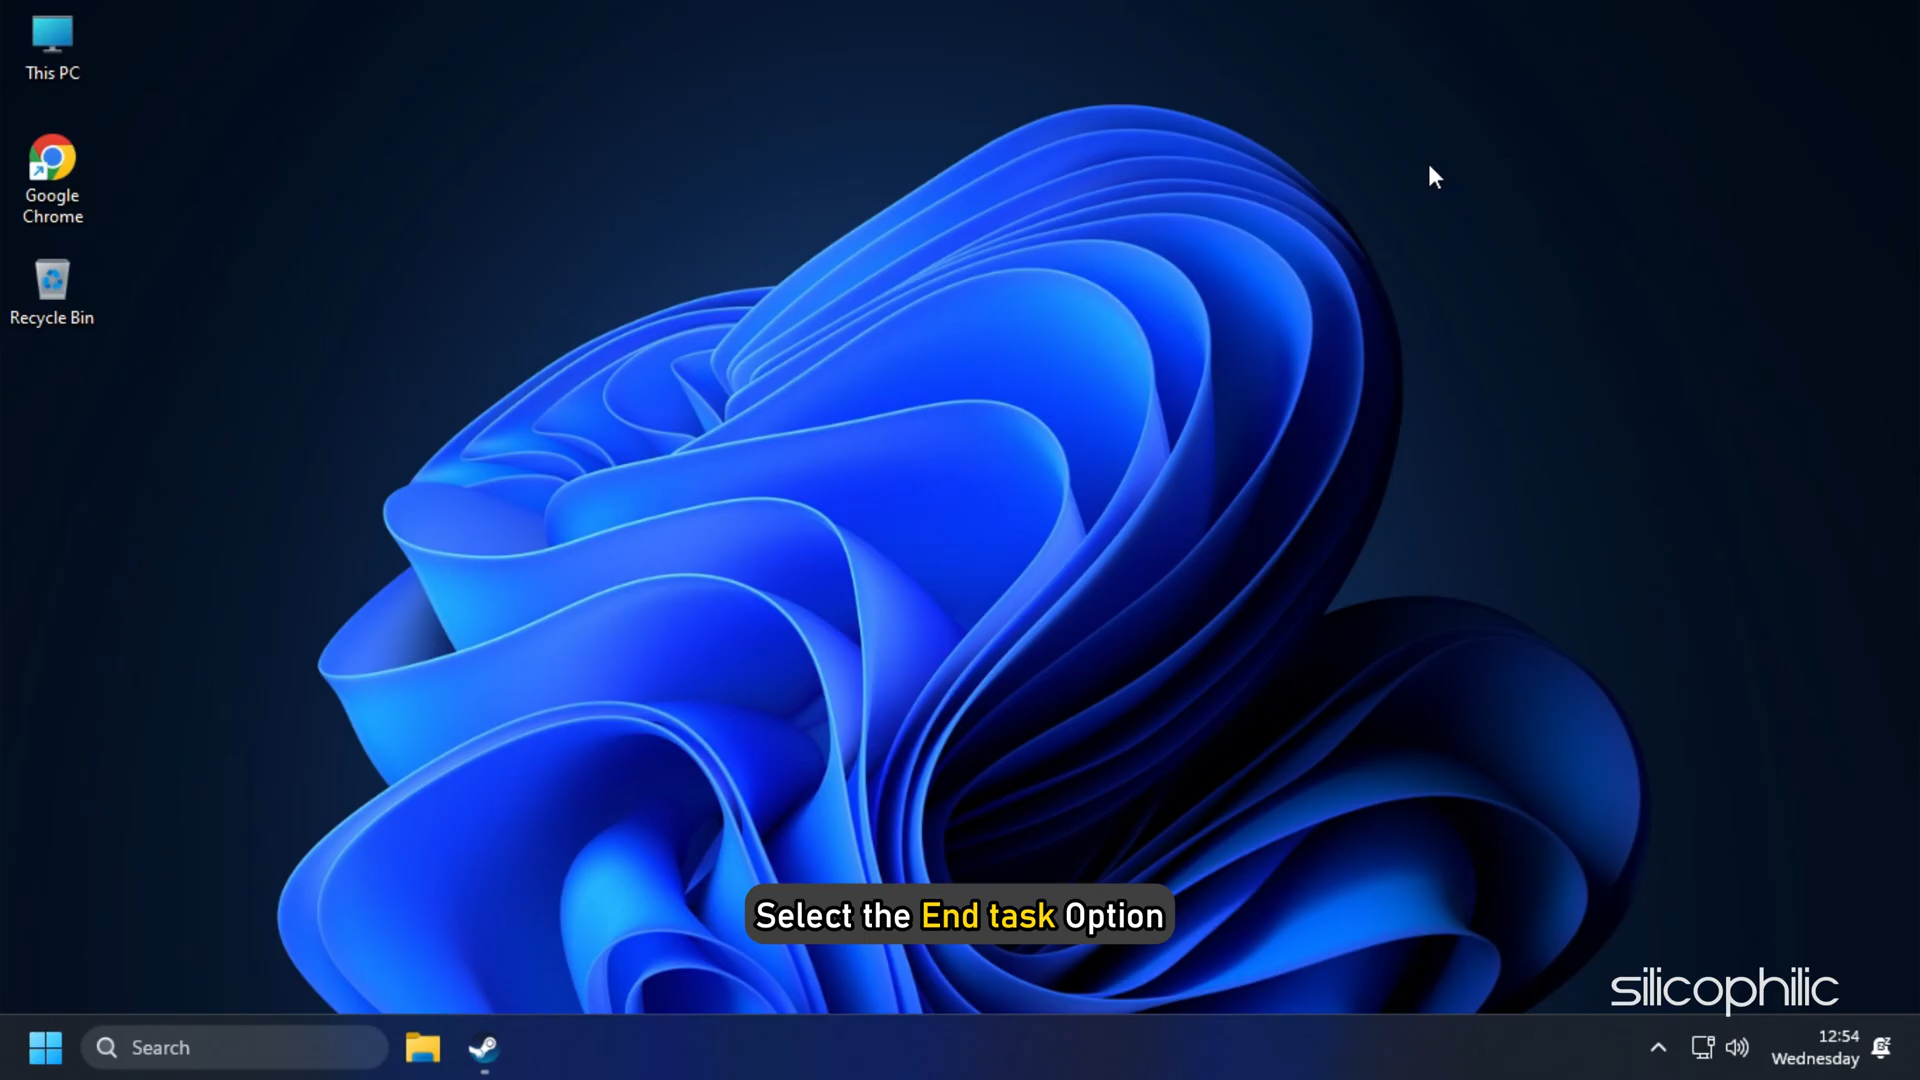 This PC
Google
Chrome
Recycle Bin
Select the End task Option
silicophilic
Search
12:54
Wednesday